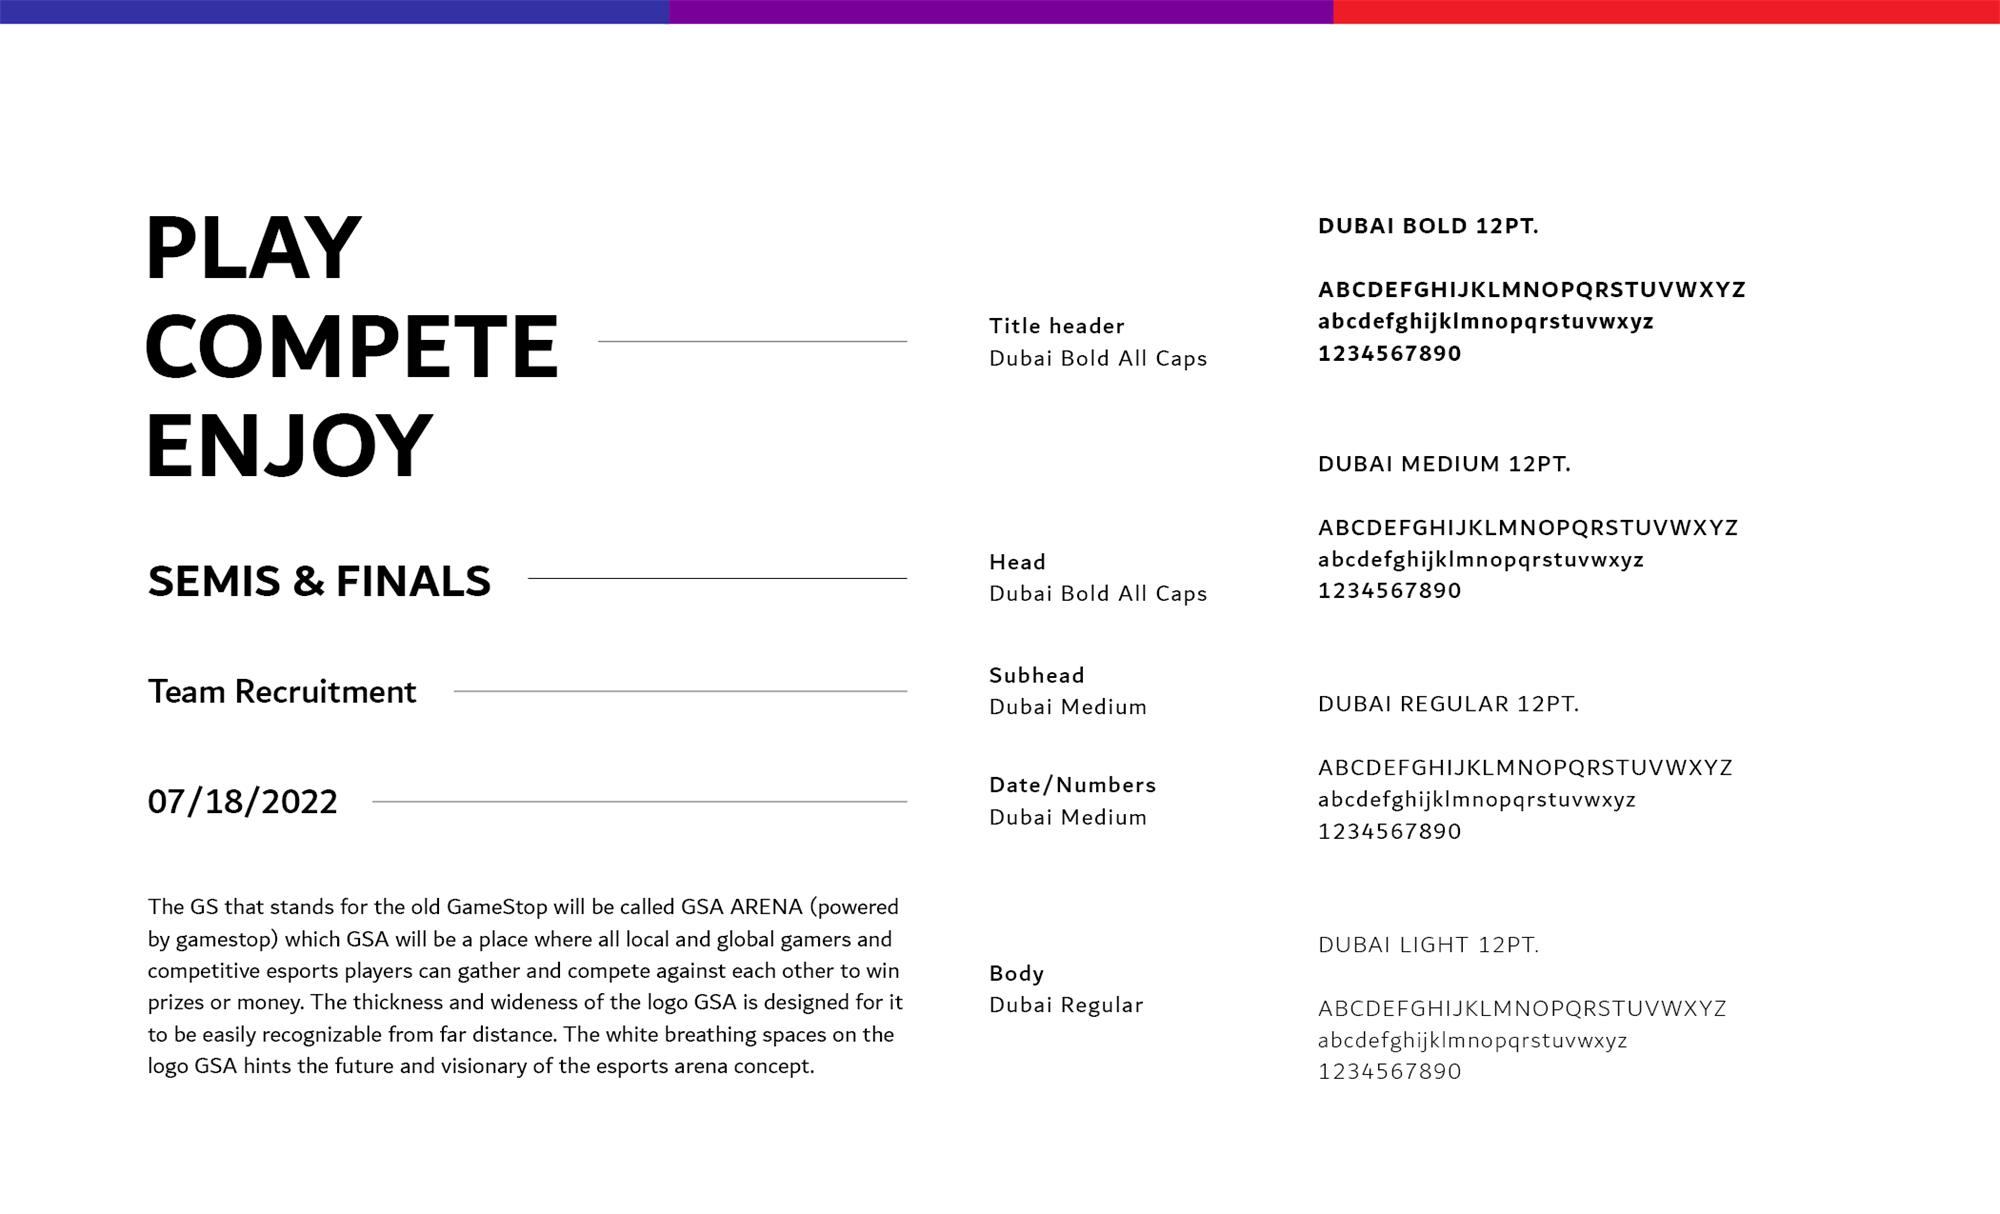 PLAY
COMPETE
ENJOY
SEMIS & FINALS
Team Recruitment
07/18/2022
The GS that stands for the old GameStop will be called GSA ARENA (powered
by gamestop) which GSA will be a place where all local and global gamers and
competitive esports players can gather and compete against each other to win
prizes or money. The thickness and wideness of the logo GSA is designed for it
to be easily recognizable from far distance. The white breathing spaces on the
logo GSA hints the future and visionary of the esports arena concept.
Title header
Dubai Bold All Caps
Head
Dubai Bold All Caps
Subhead
Dubai Medium
Date/Numbers
Dubai Medium
Body
Dubai Regular
DUBAI BOLD 12PT.
ABCDEFGHIJKLMNOPQRSTUVWXYZ
abcdefghijklmnopqrstuvwxyz
1234567890
DUBAI MEDIUM 12PT.
ABCDEFGHIJKLMNOPQRSTUVWXYZ
abcdefghijklmnopqrstuvwxyz
1234567890
DUBAI REGULAR 12PT.
ABCDEFGHIJKLMNOPQRSTUVWXYZ
abcdefghijklmnopqrstuvwxyz
1234567890
DUBAI LIGHT 12PT.
ABCDEFGHIJKLMNOPQRSTUVWXYZ
abcdefghijklmnopqrstuvwxyz
1234567890